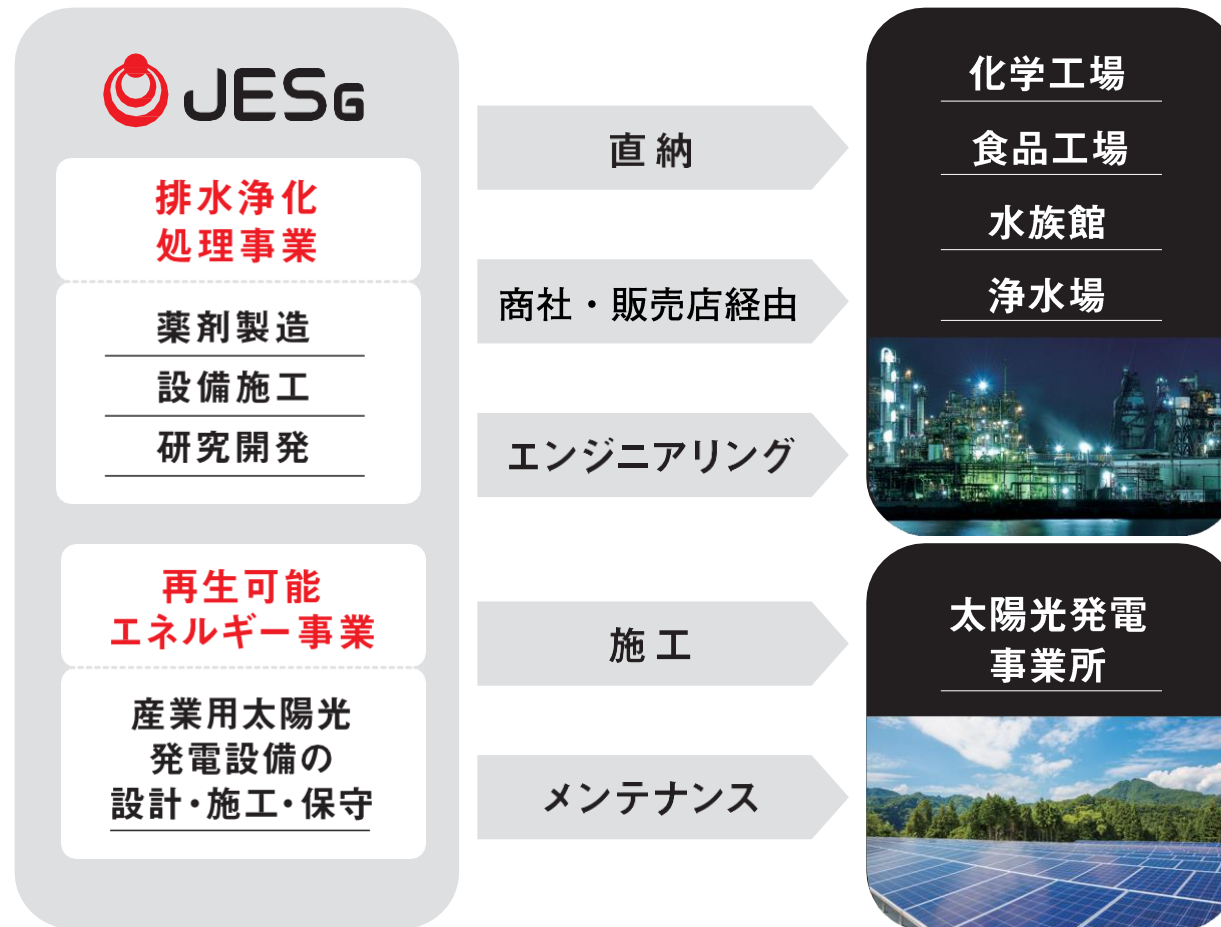 JESG
排水浄化
処理事業
薬剤製造
設備施工
研究開発
再生可能
エネルギー事業
産業用太陽光
発電設備の
設計・施工・保守
直納
商社・販売店経由
エンジニアリング
施工
メンテナンス
化学工場
食品工場
水族館
浄水場
太陽光発電
事業所